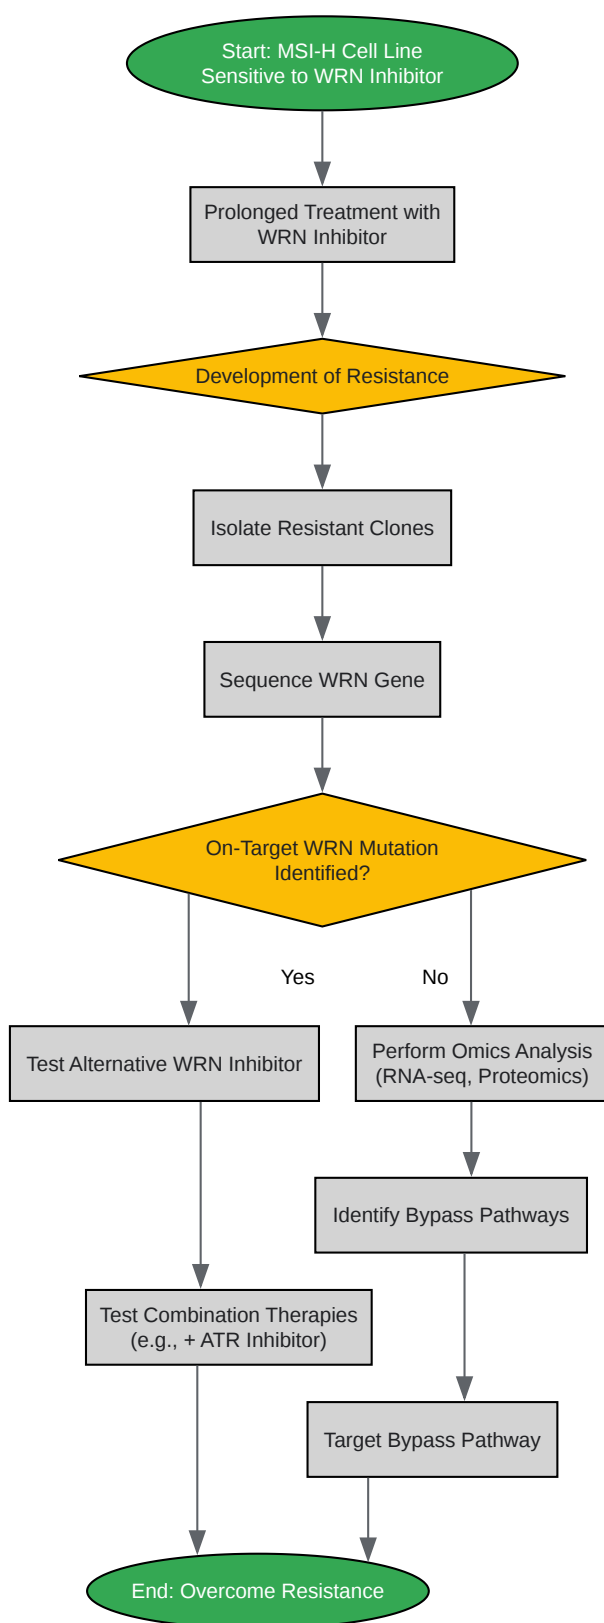 Start: MSI-H Cell Line
Sensitive to WRN Inhibitor
Prolonged Treatment with
WRN Inhibitor
Development of Resistance
Isolate Resistant Clones
Sequence WRN Gene
On-Target WRN Mutation
Identified?
Yes
No
Test Alternative WRN Inhibitor
Perform Omics Analysis
(RNA-seq, Proteomics)
Identify Bypass Pathways
Test Combination Therapies
(e.g., + ATR Inhibitor)
Target Bypass Pathway
End: Overcome Resistance